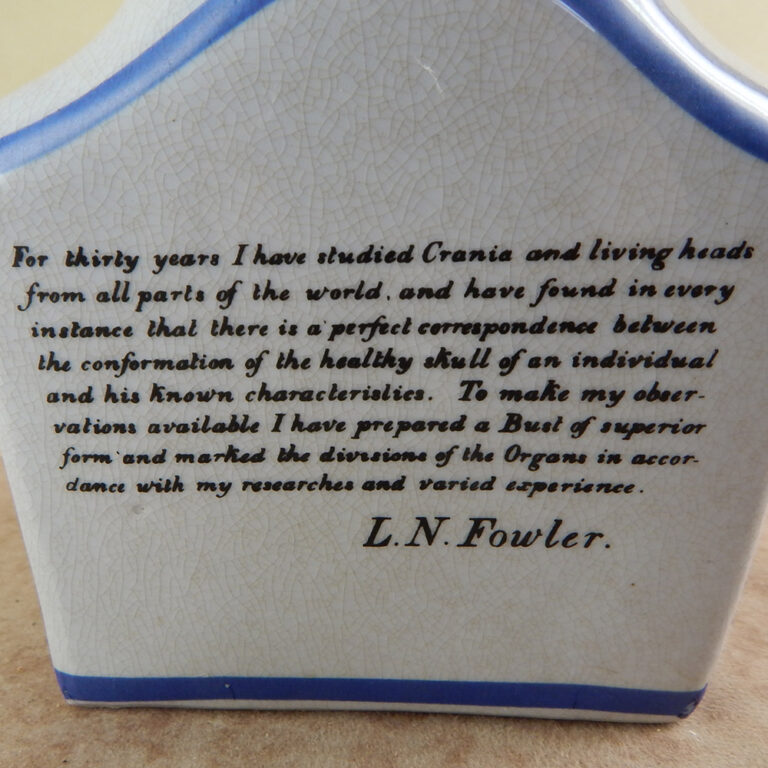 For thirty years I have studied Crania and living heads
from all parts of the world, and have found in every
instance that there is a perfect correspondence between
the conformation of the healthy skull of an individual
and his known characteristics. To make my obser-
vations available I have prepared a Bust of superior
form and marked the divisions of the Organs in accor-
dance with my researches and varied experience.
L.N. Fowler.